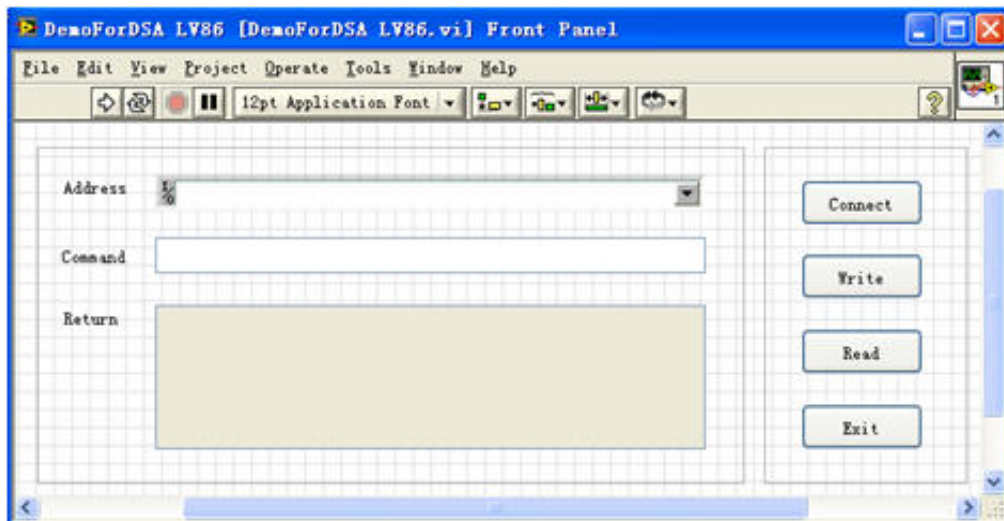 DemoForDSA LV86 [DemoForDSA LV86.vi] Front Panel
File Edit View Project Operate Tools Window Help
12pt Application Font
?
1
Address
I/O
Connect
Command
Write
Return
Read
Exit